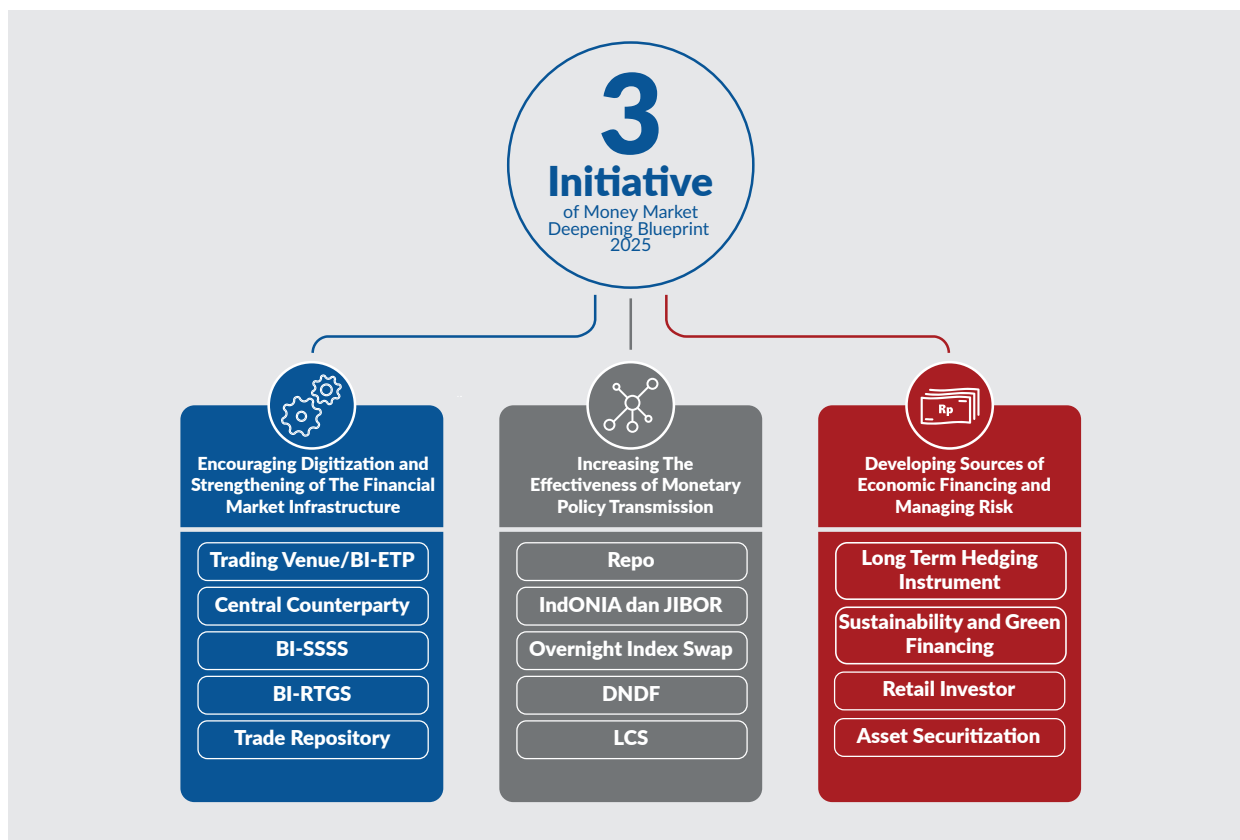 3
Initiative
of Money Market
Deepening Blueprint
2025
Encouraging Digitization and
Strengthening of The Financial
Market Infrastructure
Trading Venue/BI-ETP
Central Counterparty
BI-SSSS
BI-RTGS
Trade Repository
Increasing The
Effectiveness of Monetary
Policy Transmission
Repo
IndONIA dan JIBOR
Overnight Index Swap
DNDF
LCS
Rp
Developing Sources of
Economic Financing and
Managing Risk
Long Term Hedging
Instrument
Sustainability and Green
Financing
Retail Investor
Asset Securitization